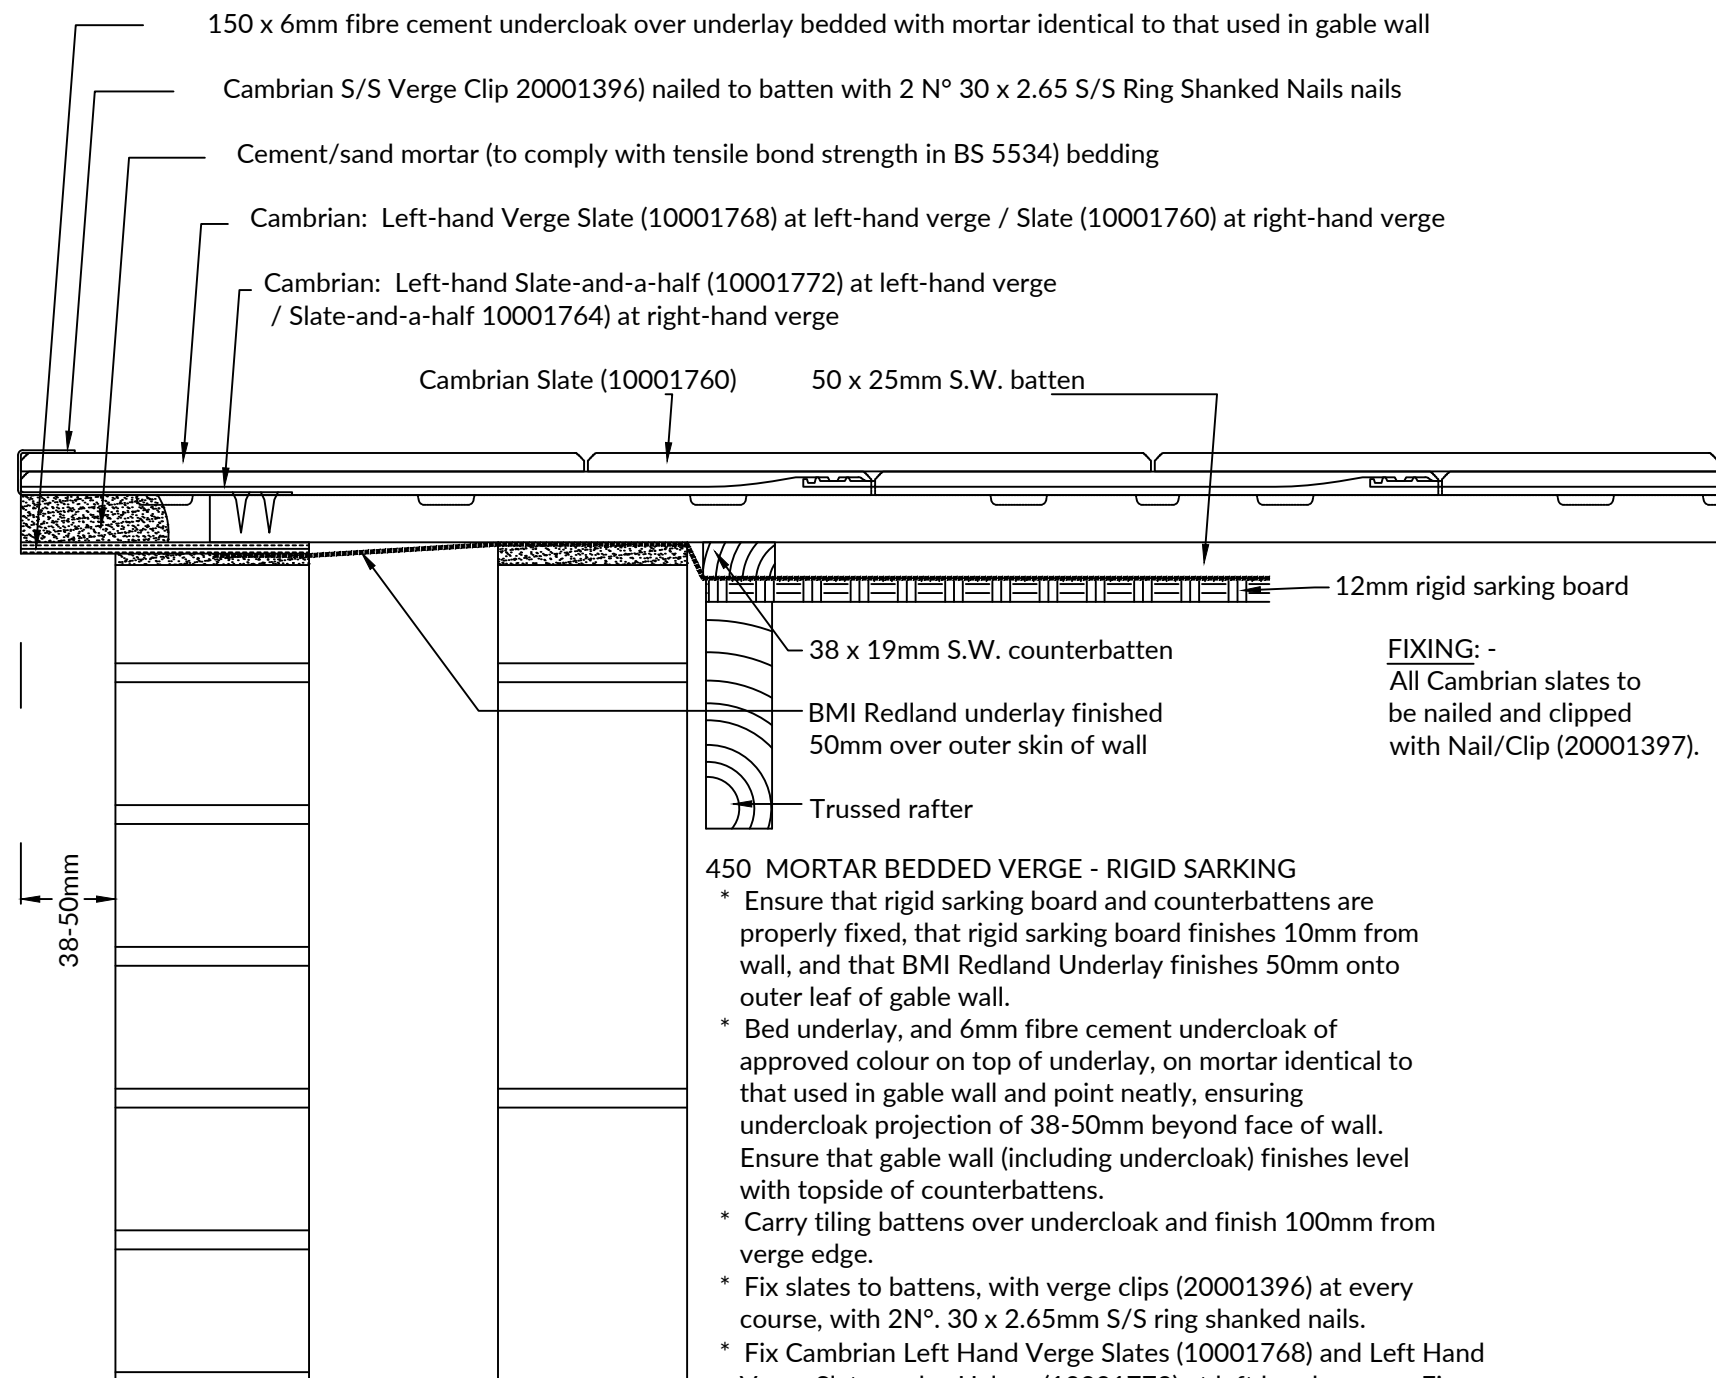 150 x 6mm fibre cement undercloak over underlay bedded with mortar identical to that used in gable wall
Cambrian S/S Verge Clip 20001396) nailed to batten with 2 N° 30 x 2.65 S/S Ring Shanked Nails nails
Cement/sand mortar (to comply with tensile bond strength in BS 5534) bedding
Cambrian: Left-hand Verge Slate (10001768) at left-hand verge / Slate (10001760) at right-hand verge
Cambrian: Left-hand Slate-and-a-half (10001772) at left-hand verge
/ Slate-and-a-half 10001764) at right-hand verge
Cambrian Slate (10001760)
50 x 25mm S.W. batten
12mm rigid sarking board
38 x 19mm S.W. counterbatten
BMI Redland underlay finished
50mm over outer skin of wall
Trussed rafter
FIXING: -
All Cambrian slates to
be nailed and clipped
with Nail/Clip (20001397).
38-50mm
450 MORTAR BEDDED VERGE - RIGID SARKING
* Ensure that rigid sarking board and counterbattens are
properly fixed, that rigid sarking board finishes 10mm from
wall, and that BMI Redland Underlay finishes 50mm onto
outer leaf of gable wall.
* Bed underlay, and 6mm fibre cement undercloak of
approved colour on top of underlay, on mortar identical to
that used in gable wall and point neatly, ensuring
undercloak projection of 38-50mm beyond face of wall.
Ensure that gable wall (including undercloak) finishes level
with topside of counterbattens.
* Carry tiling battens over undercloak and finish 100mm from
verge edge.
* Fix slates to battens, with verge clips (20001396) at every
course, with 2N°. 30 x 2.65mm S/S ring shanked nails.
* Fix Cambrian Left Hand Verge Slates (10001768) and Left Hand